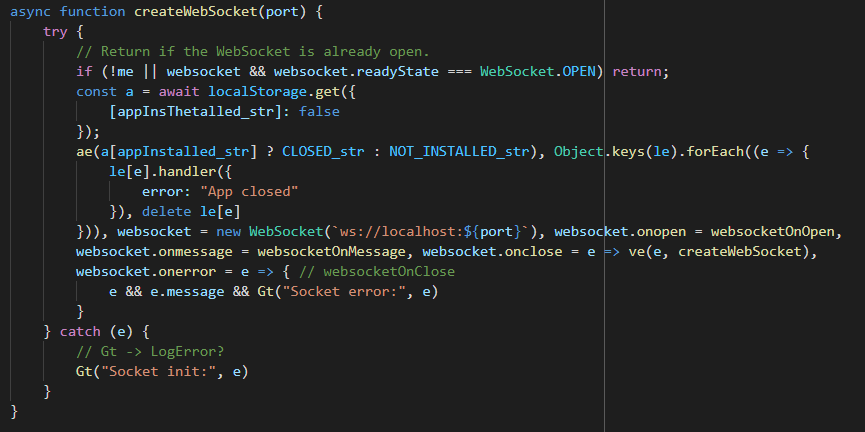 async function createWebSocket(port) {
try {
// Return if the WebSocket is already open.
if (!me || websocket && websocket.readyState === WebSocket.OPEN) return;
const a = await localStorage.get({
[appInsThetalled_str]: false
});
ae(a[appInstalled_str] ? CLOSED_str : NOT_INSTALLED_str), Object.keys(le).forEach((e => {
le[e].handler({
error: "App closed"
}), delete le[e]
})), websocket = new WebSocket(`ws://localhost:${port}`), websocket.onopen = websocketOnOpen,
websocket.onmessage = websocketOnMessage, websocket.onclose = e => ve(e, createWebSocket),
websocket.onerror = e => { // websocketOnClose
e && e.message && Gt("Socket error:", e)
}
} catch (e) {
// Gt -> LogError?
Gt("Socket init:", e)
}
}